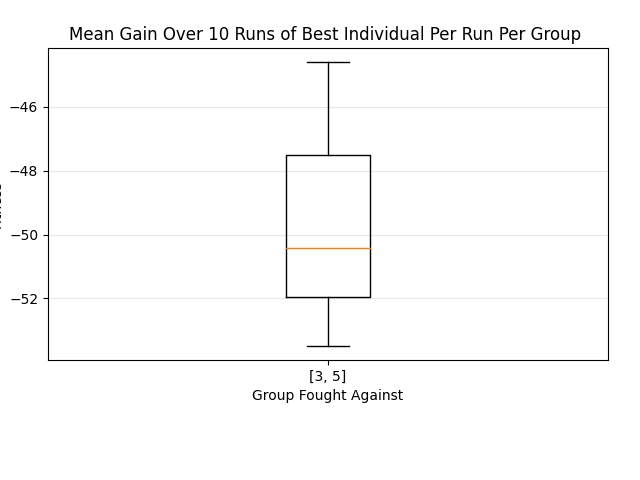 Mean Gain Over 10 Runs of Best Individual Per Run Per Group
−46
−48
−50
−52
[3, 5]
Group Fought Against